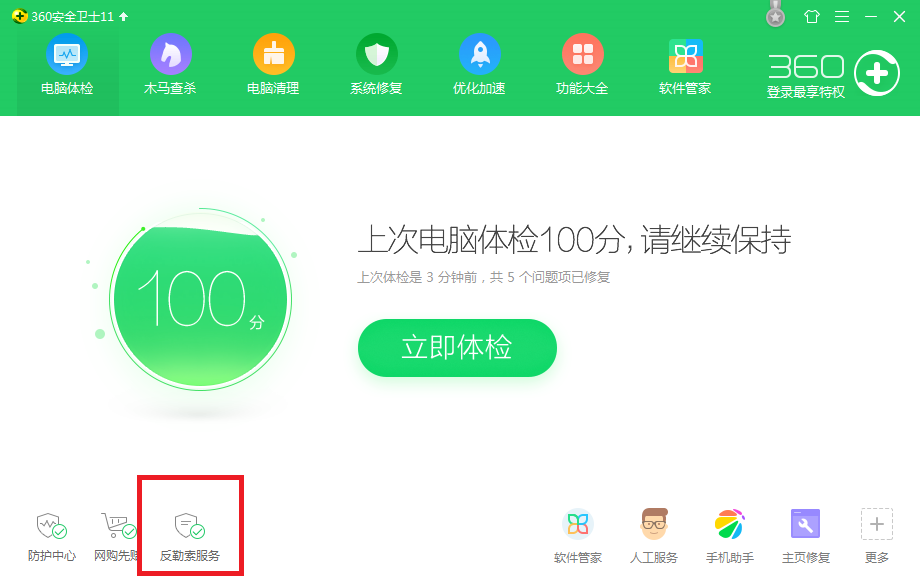 360安全卫士11
电脑体检
木马查杀
电脑清理
系统修复
优化加速
功能大全
软件管家
360
登录最享特权
上次电脑体检100分,请继续保持
上次体检是 3 分钟前，共 5 个问题项已修复
100分
立即体检
防护中心
网购先赔
反勒索服务
软件管家
人工服务
手机助手
主页修复
更多